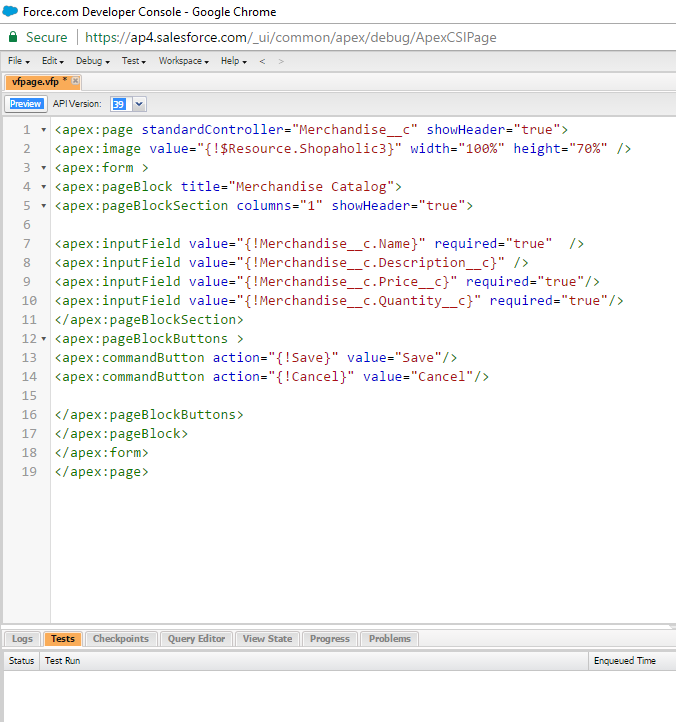 Force.com Developer Console - Google Chrome
Secure https://ap4.salesforce.com/_ui/common/apex/debug/ApexCSIPage
File Edit Debug Test Workspace Help < >
vfpage.vfp *
Preview API Version: 39
1 <apex:page standardController="Merchandise__c" showHeader="true">
2 <apex:image value="{!$Resource.Shopaholic3}" width="100%" height="70%" />
3 <apex:form >
4 <apex:pageBlock title="Merchandise Catalog">
5 <apex:pageBlockSection columns="1" showHeader="true">
6
7 <apex:inputField value="{!Merchandise__c.Name}" required="true"  />
8 <apex:inputField value="{!Merchandise__c.Description__c}" />
9 <apex:inputField value="{!Merchandise__c.Price__c}" required="true"/>
10 <apex:inputField value="{!Merchandise__c.Quantity__c}" required="true"/>
11 </apex:pageBlockSection>
12 <apex:pageBlockButtons >
13 <apex:commandButton action="{!Save}" value="Save"/>
14 <apex:commandButton action="{!Cancel}" value="Cancel"/>
15
16 </apex:pageBlockButtons>
17 </apex:pageBlock>
18 </apex:form>
19 </apex:page>
Logs Tests Checkpoints Query Editor View State Progress Problems
Status Test Run Enqueued Time